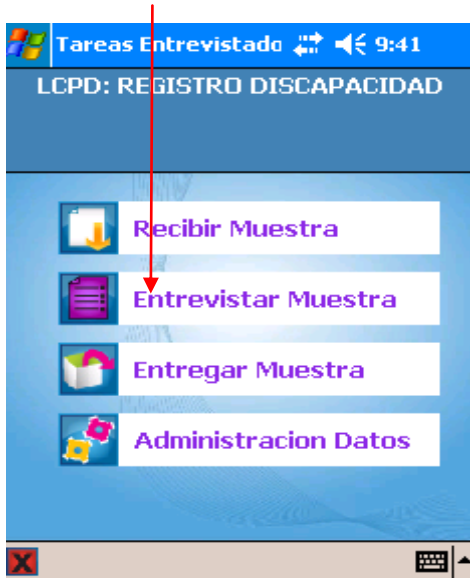 Tareas Entrevistado 9:41
LCPD: REGISTRO DISCAPACIDAD
Recibir Muestra
Entrevistar Muestra
Entregar Muestra
Administracion Datos